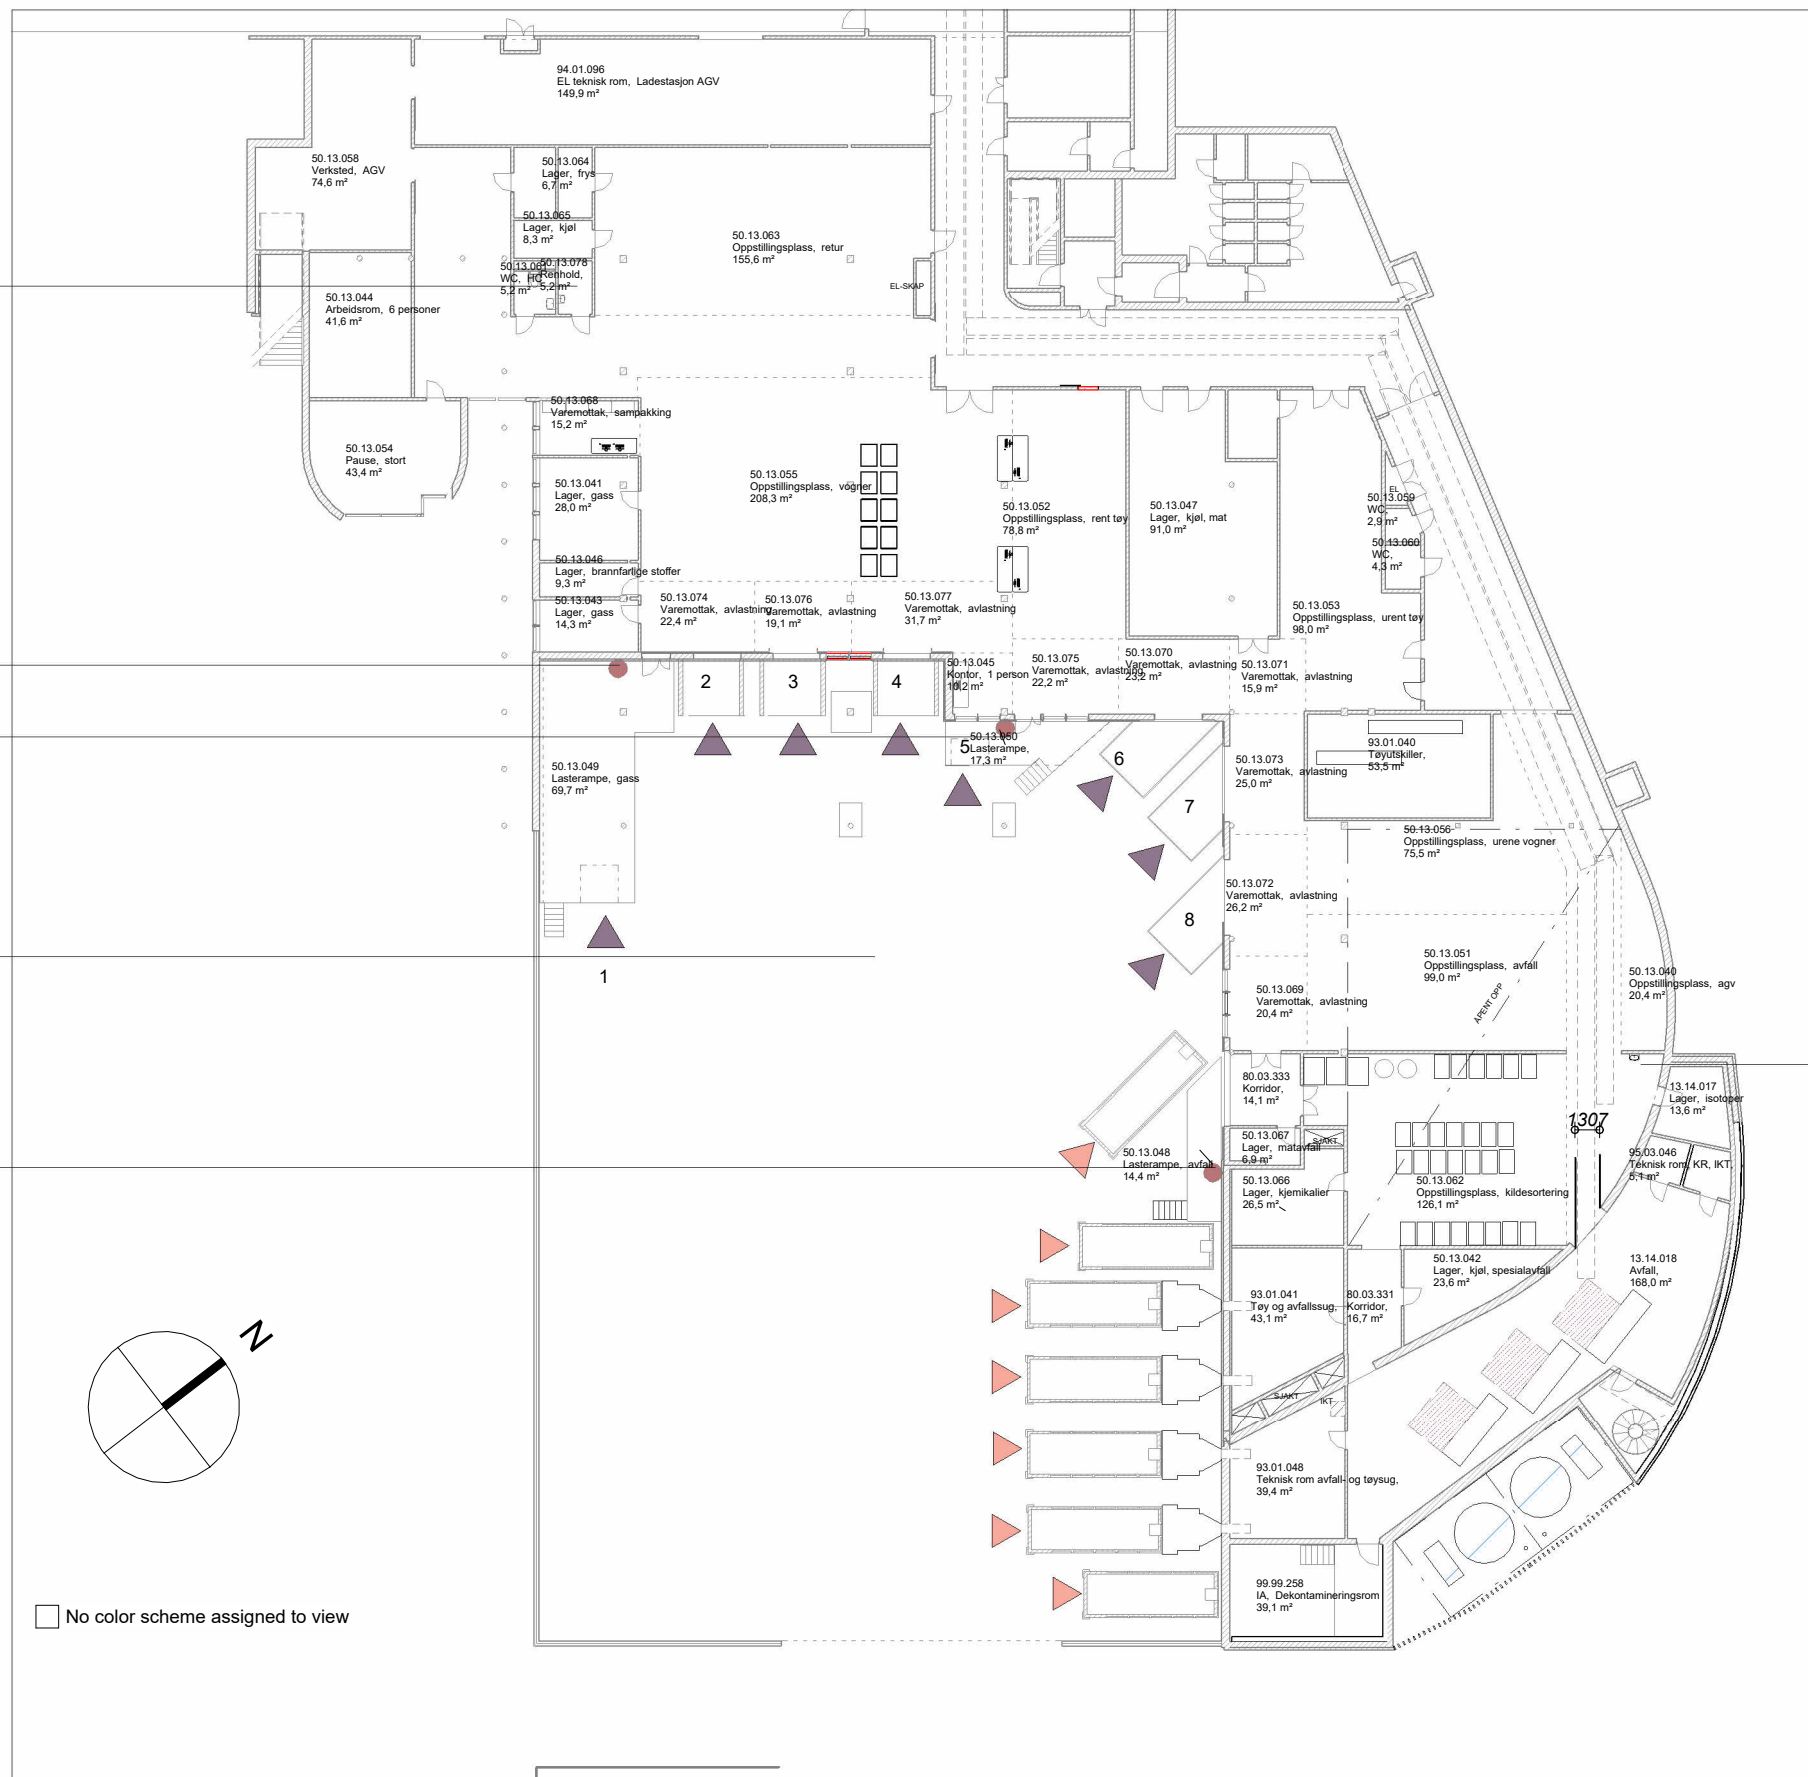 94.01.096
EL teknisk rom, Ladestasjon AGV
149,9 m²
50.13.058
Verksted, AGV
74,6 m²
50.13.064
Lager, frys
6,7 m²
50.13.065
Lager, kjøl
8,3 m²
50.13.063
Oppstillingsplass, retur
155,6 m²
50.13.061
WC, HC
5,2 m²
50.13.078
Renhold,
5,2 m²
EL-SKAP
50.13.044
Arbeidsrom, 6 personer
41,6 m²
50.13.068
Varemottak, sampakking
15,2 m²
50.13.054
Pause, stort
43,4 m²
50.13.041
Lager, gass
28,0 m²
50.13.055
Oppstillingsplass, vogner
208,3 m²
50.13.052
Oppstillingsplass, rent tøy
78,8 m²
50.13.047
Lager, kjøl, mat
91,0 m²
EL
50.13.059
WC,
2,9 m²
50.13.060
WC,
4,3 m²
50.13.046
Lager, brannfarlige stoffer
9,3 m²
50.13.043
Lager, gass
14,3 m²
50.13.074
Varemottak, avlastning
22,4 m²
50.13.076
Varemottak, avlastning
19,1 m²
50.13.077
Varemottak, avlastning
31,7 m²
50.13.053
Oppstillingsplass, urent tøy
98,0 m²
50.13.045
Kontor, 1 person
10,2 m²
50.13.075
Varemottak, avlastning
22,2 m²
50.13.070
Varemottak, avlastning
23,2 m²
50.13.071
Varemottak, avlastning
15,9 m²
2
3
4
5
6
7
8
1
50.13.050
Lasterampe,
17,3 m²
50.13.049
Lasterampe, gass
69,7 m²
50.13.073
Varemottak, avlastning
25,0 m²
93.01.040
Tøyutskiller,
53,5 m²
50.13.056
Oppstillingsplass, urene vogner
75,5 m²
50.13.072
Varemottak, avlastning
26,2 m²
50.13.051
Oppstillingsplass, avfall
99,0 m²
50.13.040
Oppstillingsplass, agv
20,4 m²
50.13.069
Varemottak, avlastning
20,4 m²
APENT OPP
80.03.333
Korridor,
14,1 m²
13.14.017
Lager, isotoper
13,6 m²
1307
50.13.067
Lager, matavfall
6,9 m²
SJAKT
50.13.048
Lasterampe, avfall
14,4 m²
50.13.066
Lager, kjemikalier
26,5 m²
50.13.062
Oppstillingsplass, kildesortering
126,1 m²
95.03.046
Teknisk rom, KR, IKT,
5,1 m²
50.13.042
Lager, kjøl, spesialavfall
23,6 m²
13.14.018
Avfall,
168,0 m²
93.01.041
Tøy og avfallssug,
43,1 m²
80.03.331
Korridor,
16,7 m²
SJAKT
IKT
93.01.048
Teknisk rom avfall- og tøysug,
39,4 m²
99.99.258
IA, Dekontamineringsrom
39,1 m²
N
No color scheme assigned to view